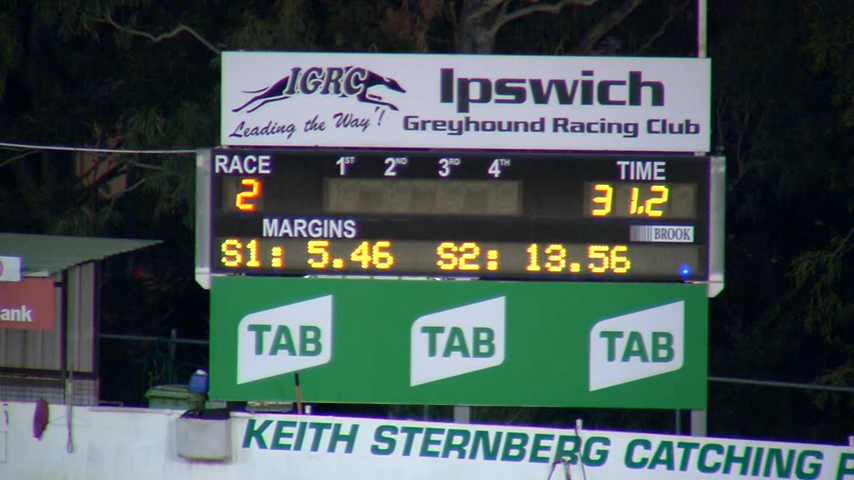 IGRC
Leading the Way!
Ipswich
Greyhound Racing Club
RACE 1ST 2ND 3RD 4TH TIME
2 31.2
MARGINS BROOK
S1: 5.46 S2: 13.56
TAB TAB TAB
ank
KEITH STERNBERG CATCHING P